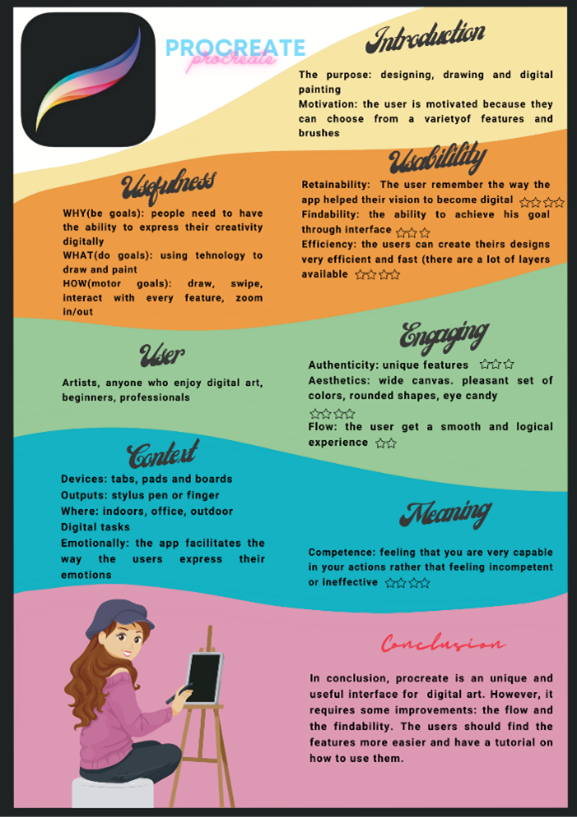 PROCREATE
procreate
Introduction
The purpose: designing, drawing and digital
painting
Motivation: the user is motivated because they
can choose from a varietyof features and
brushes
Usefulness
WHY(be goals): people need to have
the ability to express their creativity
digitally
WHAT(do goals): using tehnology to
draw and paint
HOW(motor goals): draw, swipe,
interact with every feature, zoom
in/out
Usabilility
Retainability: The user remember the way the
app helped their vision to become digital ☆☆☆☆
Findability: the ability to achieve his goal
through interface ☆☆☆
Efficiency: the users can create theirs designs
very efficient and fast (there are a lot of layers
available ☆☆☆☆
User
Artists, anyone who enjoy digital art,
beginners, professionals
Engaging
Authenticity: unique features ☆☆☆
Aesthetics: wide canvas. pleasant set of
colors, rounded shapes, eye candy
☆☆☆☆
Flow: the user get a smooth and logical
experience ☆☆
Context
Devices: tabs, pads and boards
Outputs: stylus pen or finger
Where: indoors, office, outdoor
Digital tasks
Emotionally: the app facilitates the
way the users express their
emotions
Meaning
Competence: feeling that you are very capable
in your actions rather that feeling incompetent
or ineffective ☆☆☆☆
Conclusion
In conclusion, procreate is an unique and
useful interface for digital art. However, it
requires some improvements: the flow and
the findability. The users should find the
features more easier and have a tutorial on
how to use them.